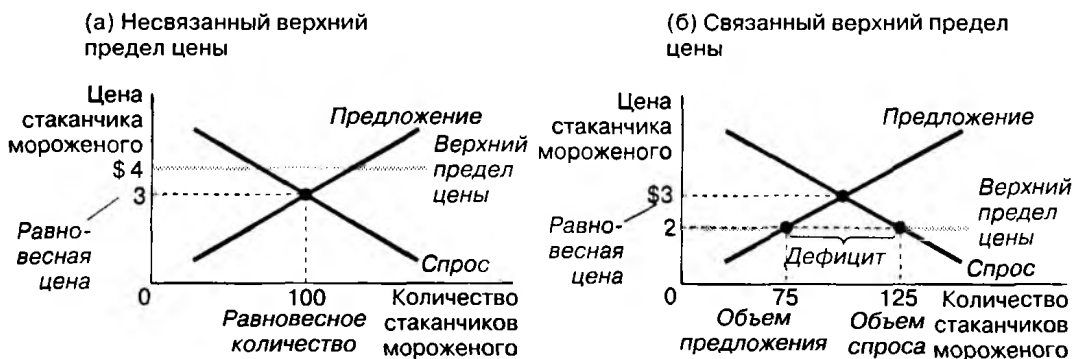 (а) Несвязанный верхний
предел цены
Цена
стаканчика
мороженого
$ 4
3
Равно-
весная
цена
Предложение
Верхний
предел
цены
Спрос
0
100
Равновесное
количество
Количество
стаканчиков
мороженого
(б) Связанный верхний предел
цены
Цена
стаканчика
мороженого
$3
2
Равно-
весная
цена
Предложение
Верхний
предел
цены
Дефицит
Спрос
0
75
125
Объем
предложения
Объем
спроса
Количество
стаканчиков
мороженого